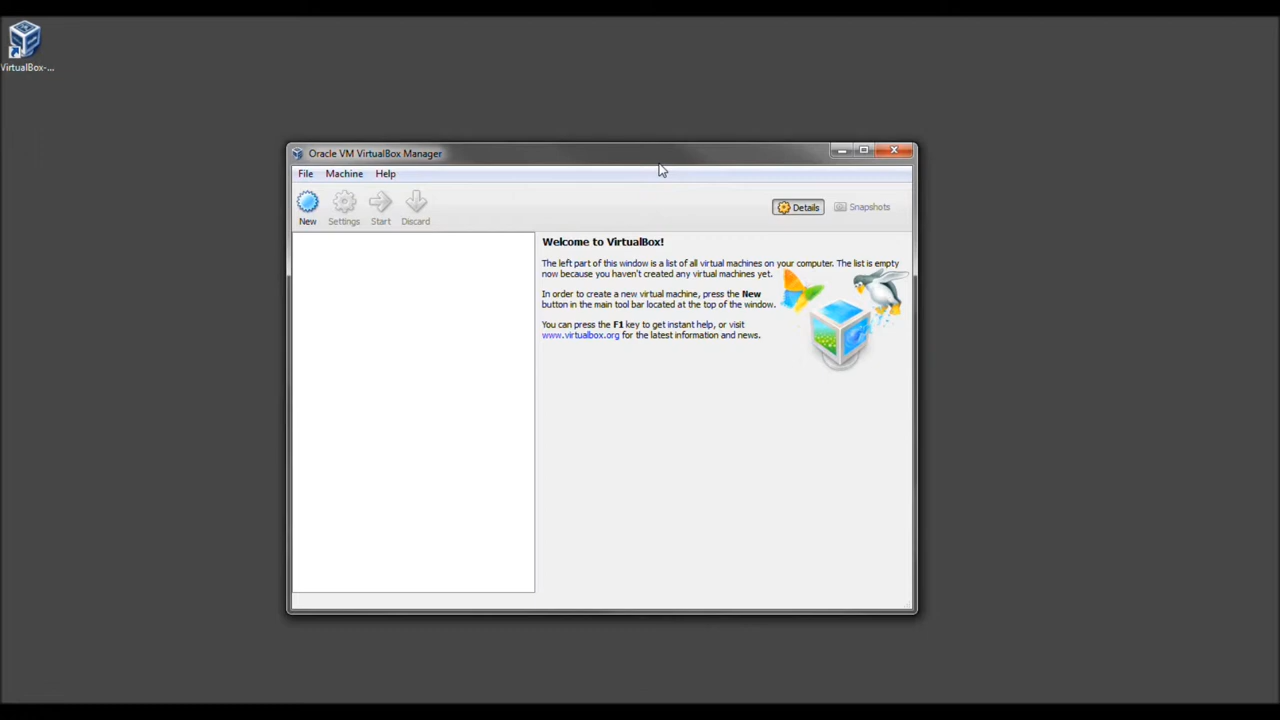 VirtualBox-...
Oracle VM VirtualBox Manager
File Machine Help
New Settings Start Discard
Details Snapshots
Welcome to VirtualBox!
The left part of this window is a list of all virtual machines on your computer. The list is empty
now because you haven't created any virtual machines yet.
In order to create a new virtual machine, press the New
button in the main tool bar located at the top of the window.
You can press the F1 key to get instant help, or visit
www.virtualbox.org for the latest information and news.